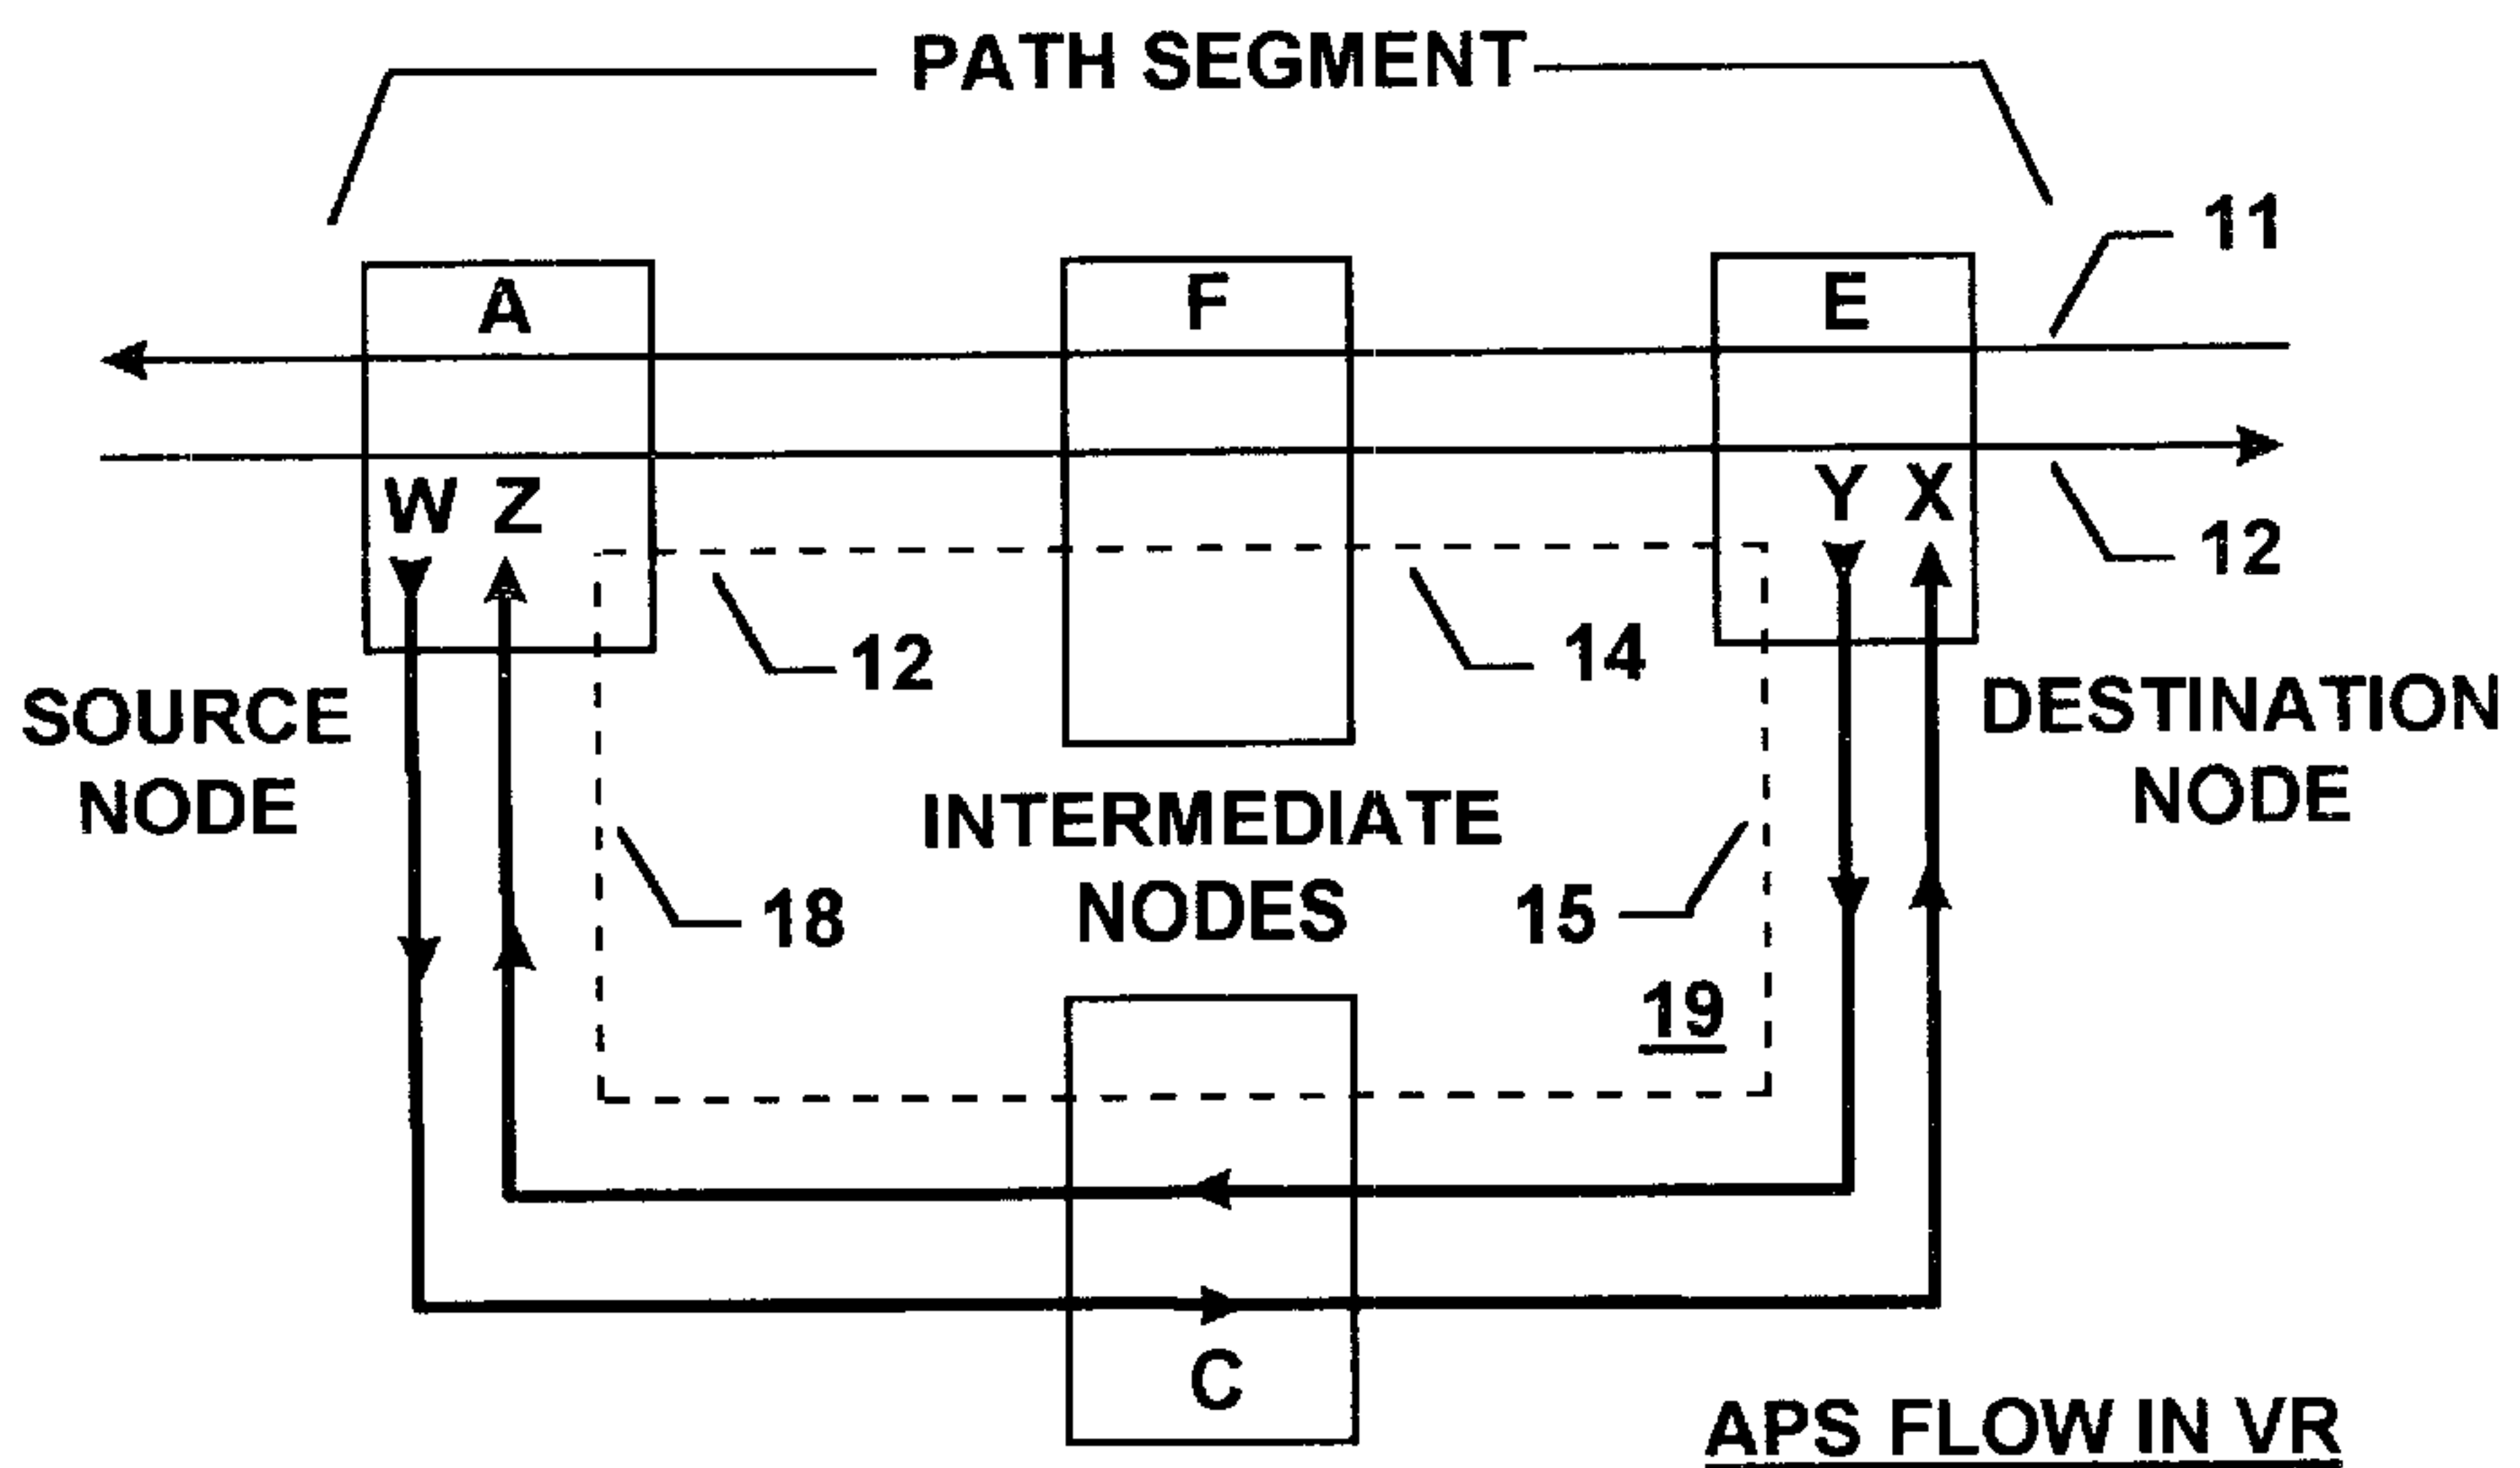 PATH SEGMENT
11
A
F
E
W Z
Y X
12
12
14
SOURCE
NODE
DESTINATION
NODE
INTERMEDIATE
NODES
18
15
19
C
APS FLOW IN VR